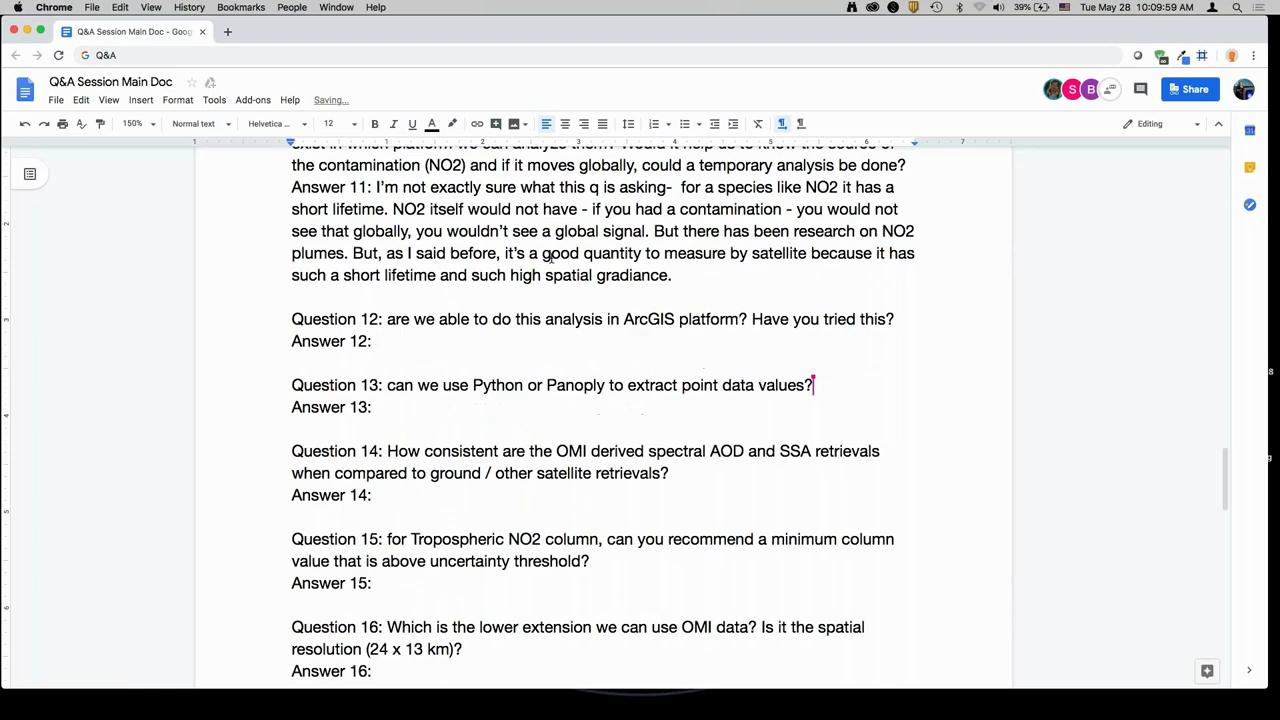 Chrome File Edit View History Bookmarks People Window Help 39% Tue May 28 10:09:59 AM
Q&A Session Main Doc - Goog
Q&A
Q&A Session Main Doc
File Edit View Insert Format Tools Add-ons Help Saving...
S B Share
150% Normal text Helvetica ... 12 B I U A Editing
1 1 2 3 4 5 6 7
the contamination (NO2) and if it moves globally, could a temporary analysis be done?
Answer 11: I'm not exactly sure what this q is asking- for a species like NO2 it has a
short lifetime. NO2 itself would not have - if you had a contamination - you would not
see that globally, you wouldn't see a global signal. But there has been research on NO2
plumes. But, as I said before, it's a good quantity to measure by satellite because it has
such a short lifetime and such high spatial gradiance.
Question 12: are we able to do this analysis in ArcGIS platform? Have you tried this?
Answer 12:
Question 13: can we use Python or Panoply to extract point data values?
Answer 13:
Question 14: How consistent are the OMI derived spectral AOD and SSA retrievals
when compared to ground / other satellite retrievals?
Answer 14:
Question 15: for Tropospheric NO2 column, can you recommend a minimum column
value that is above uncertainty threshold?
Answer 15:
Question 16: Which is the lower extension we can use OMI data? Is it the spatial
resolution (24 x 13 km)?
Answer 16: